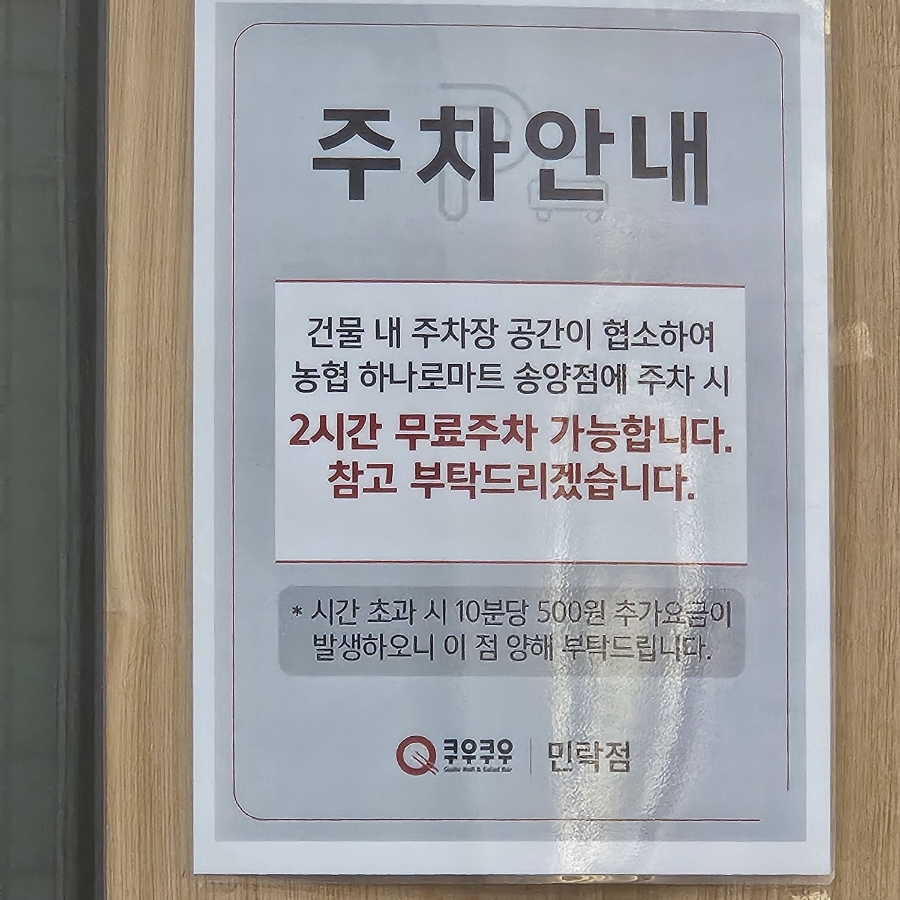 주차안내
건물 내 주차장 공간이 협소하여
농협 하나로마트 송양점에 주차 시
2시간 무료주차 가능합니다.
참고 부탁드리겠습니다.
* 시간 초과 시 10분당 500원 추가요금이
발생하오니 이 점 양해 부탁드립니다.
쿠우쿠우 민락점
Sushi Roll & Salad Bar